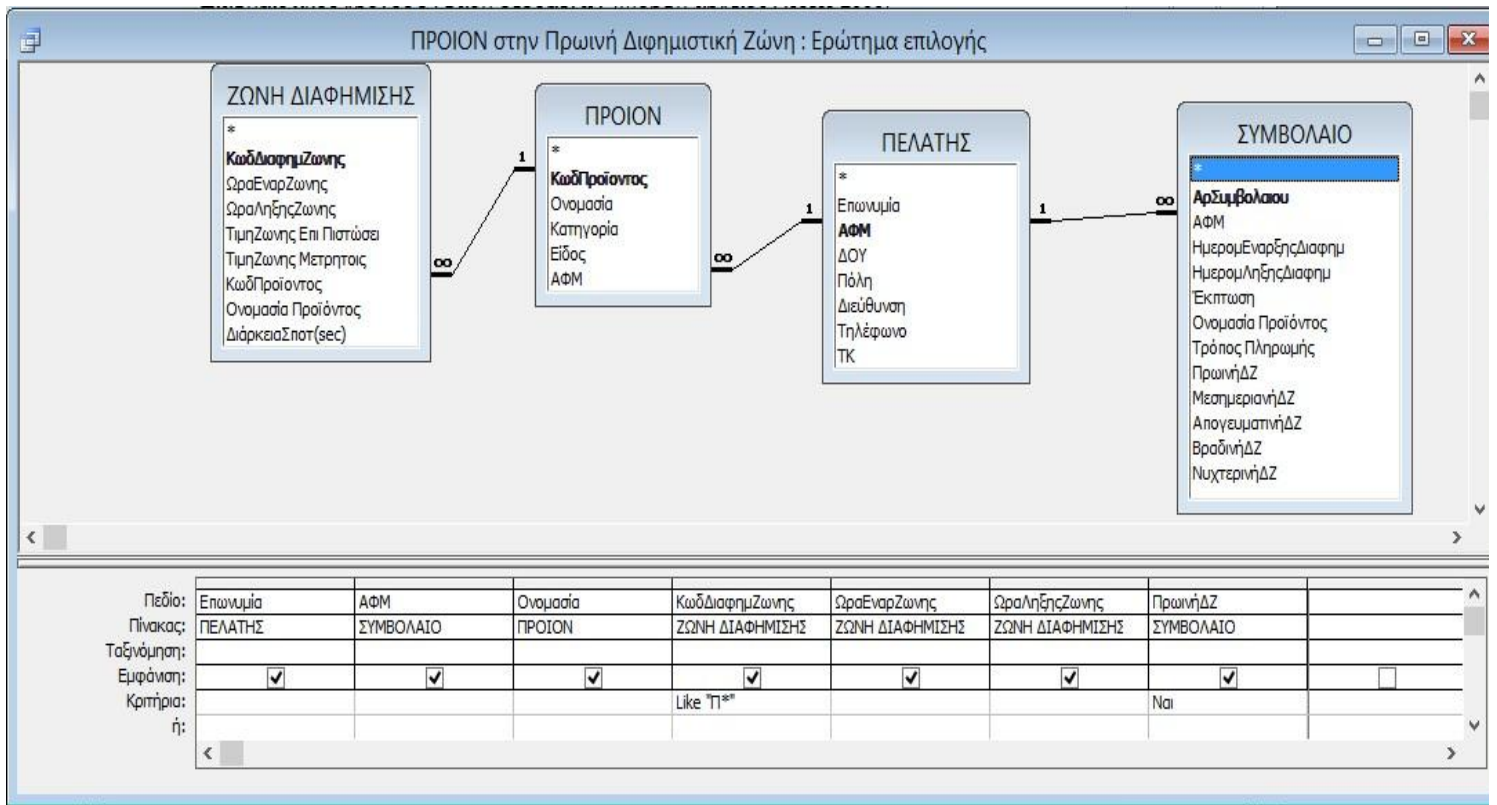 ΠΡΟΙΟΝ στην Πρωινή Διφημιστική Ζώνη : Ερώτημα επιλογής
ΖΩΝΗ ΔΙΑΦΗΜΙΣΗΣ
*
ΚωδΔιαφημΖωνης
ΩραΕναρΖωνης
ΩραΛηξηςΖωνης
ΤιμηΖωνης Επι Πιστώσει
ΤιμηΖωνης Μετρητοις
ΚωδΠροϊοντος
Ονομασία Προϊόντος
ΔιάρκειαΣποτ(sec)
∞
1
ΠΡΟΙΟΝ
*
ΚωδΠροϊοντος
Ονομασία
Κατηγορία
Είδος
ΑΦΜ
∞
1
ΠΕΛΑΤΗΣ
*
Επωνυμία
ΑΦΜ
ΔΟΥ
Πόλη
Διεύθυνση
Τηλέφωνο
ΤΚ
1
∞
ΣΥΜΒΟΛΑΙΟ
*
ΑρΣυμβολαιου
ΑΦΜ
ΗμερομΕναρξηςΔιαφημ
ΗμερομΛηξηςΔιαφημ
Έκπτωση
Ονομασία Προϊόντος
Τρόπος Πληρωμής
ΠρωινήΔΖ
ΜεσημεριανήΔΖ
ΑπογευματινήΔΖ
ΒραδινήΔΖ
ΝυχτερινήΔΖ
Πεδίο: Επωνυμία ΑΦΜ Ονομασία ΚωδΔιαφημΖωνης ΩραΕναρΖωνης ΩραΛηξηςΖωνης ΠρωινήΔΖ
Πίνακας: ΠΕΛΑΤΗΣ ΣΥΜΒΟΛΑΙΟ ΠΡΟΙΟΝ ΖΩΝΗ ΔΙΑΦΗΜΙΣΗΣ ΖΩΝΗ ΔΙΑΦΗΜΙΣΗΣ ΖΩΝΗ ΔΙΑΦΗΜΙΣΗΣ ΣΥΜΒΟΛΑΙΟ
Ταξινόμηση:
Εμφάνιση:
Κριτήρια: Like "Π*" Ναι
ή: